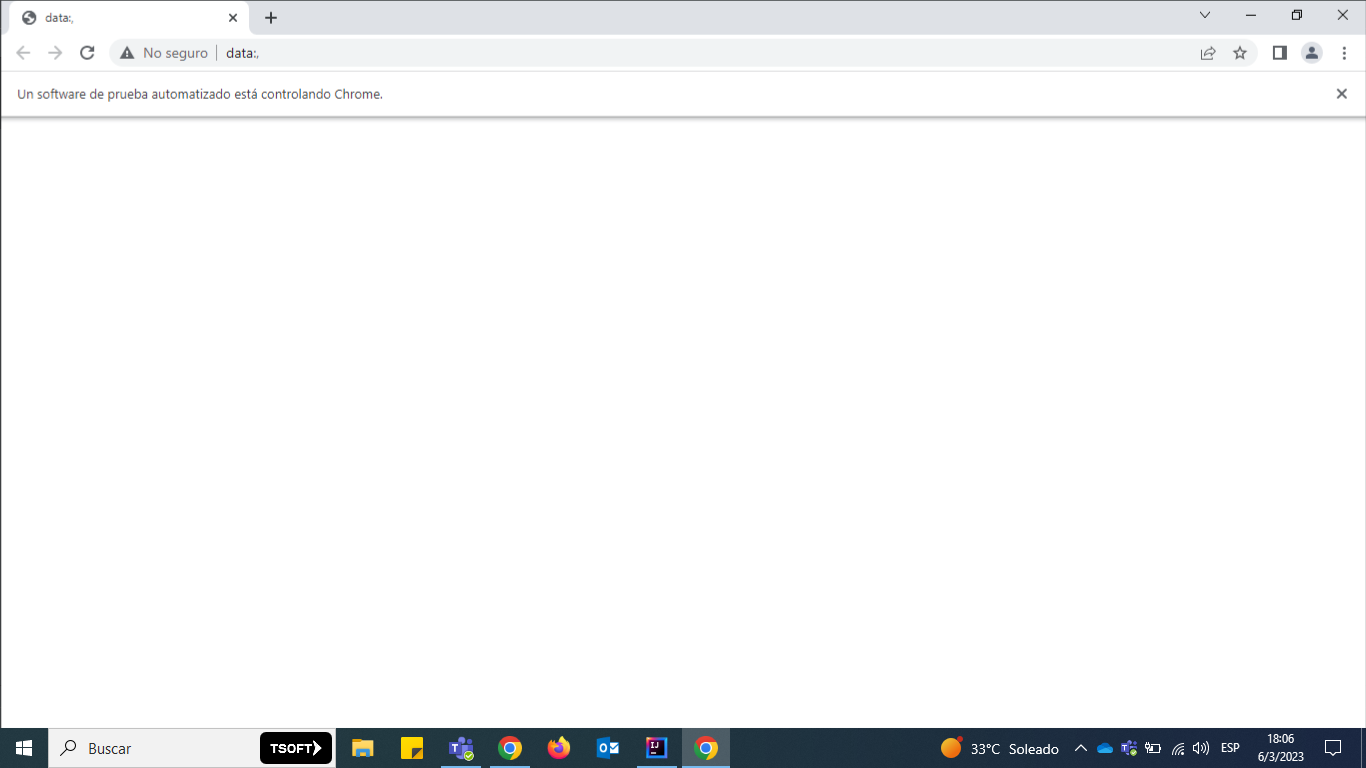 data:,
No seguro
data:,
Un software de prueba automatizado está controlando Chrome.
Buscar
TSOFT
33°C Soleado
ESP
18:06
6/3/2023